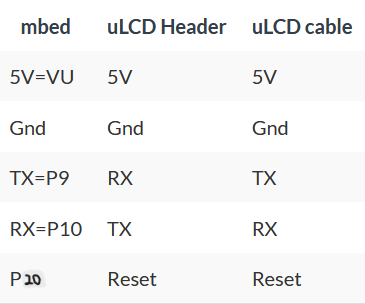 mbed uLCD Header uLCD cable
5V=VU 5V 5V
Gnd Gnd Gnd
TX=P9 RX TX
RX=P10 TX RX
P20 Reset Reset